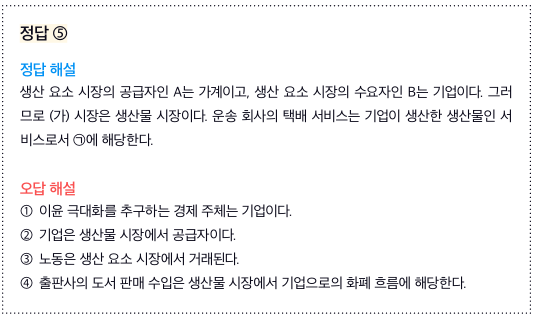 정답 ⑤
정답 해설
생산 요소 시장의 공급자인 A는 가계이고, 생산 요소 시장의 수요자인 B는 기업이다. 그러
므로 (가) 시장은 생산물 시장이다. 운송 회사의 택배 서비스는 기업이 생산한 생산물인 서
비스로서 ㉠에 해당한다.
오답 해설
① 이윤 극대화를 추구하는 경제 주체는 기업이다.
② 기업은 생산물 시장에서 공급자이다.
③ 노동은 생산 요소 시장에서 거래된다.
④ 출판사의 도서 판매 수입은 생산물 시장에서 기업으로의 화폐 흐름에 해당한다.